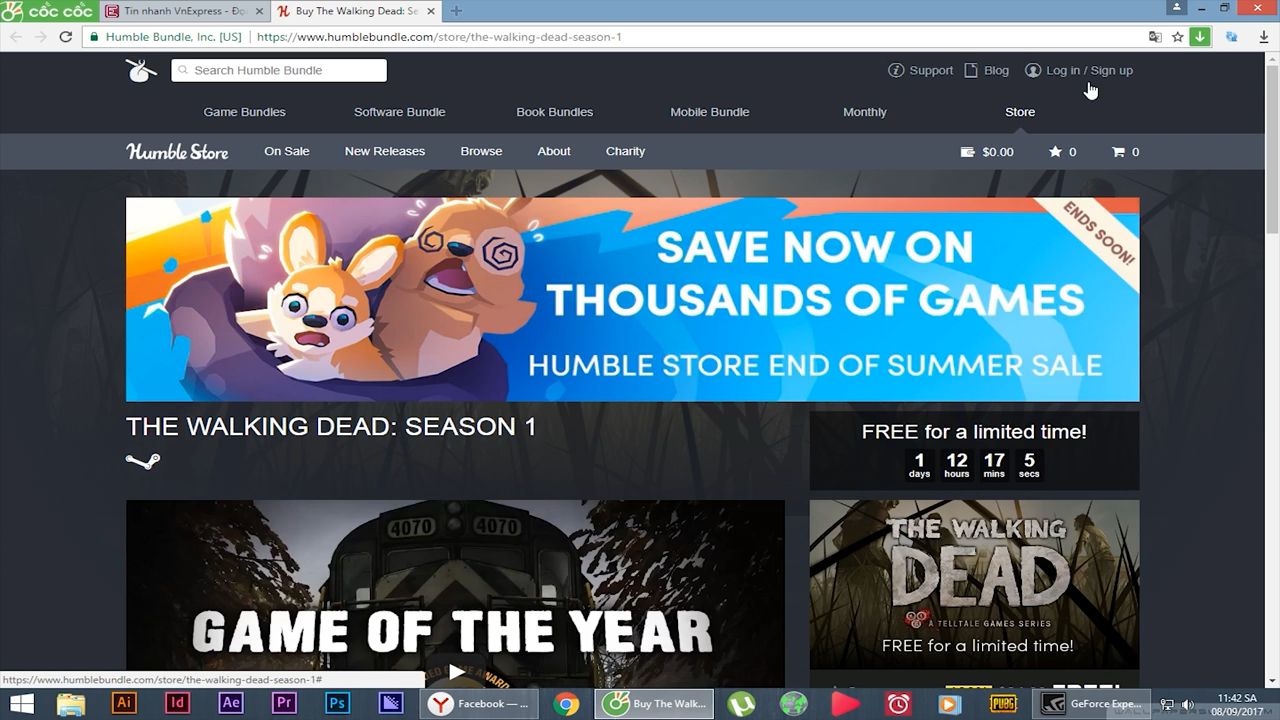 cốc cốc
Tin nhanh VnExpress - Đọ
Buy The Walking Dead: Se
Humble Bundle, Inc. [US]
https://www.humblebundle.com/store/the-walking-dead-season-1
Search Humble Bundle
Support
Blog
Log in / Sign up
Game Bundles
Software Bundle
Book Bundles
Mobile Bundle
Monthly
Store
Humble Store
On Sale
New Releases
Browse
About
Charity
$0.00
0
0
ENDS SOON!
SAVE NOW ON
THOUSANDS OF GAMES
HUMBLE STORE END OF SUMMER SALE
THE WALKING DEAD: SEASON 1
FREE for a limited time!
1 12 17 5
days hours mins secs
4070 4070
GAME OF THE YEAR
THE WALKING
DEAD
A TELLTALE GAMES SERIES
FREE for a limited time!
https://www.humblebundle.com/store/the-walking-dead-season-1#
Ai
Id
Ae
Pr
Ps
Facebook — ...
Buy The Walk...
PUBG
GeForce Expe...
11:42 SA
08/09/2017